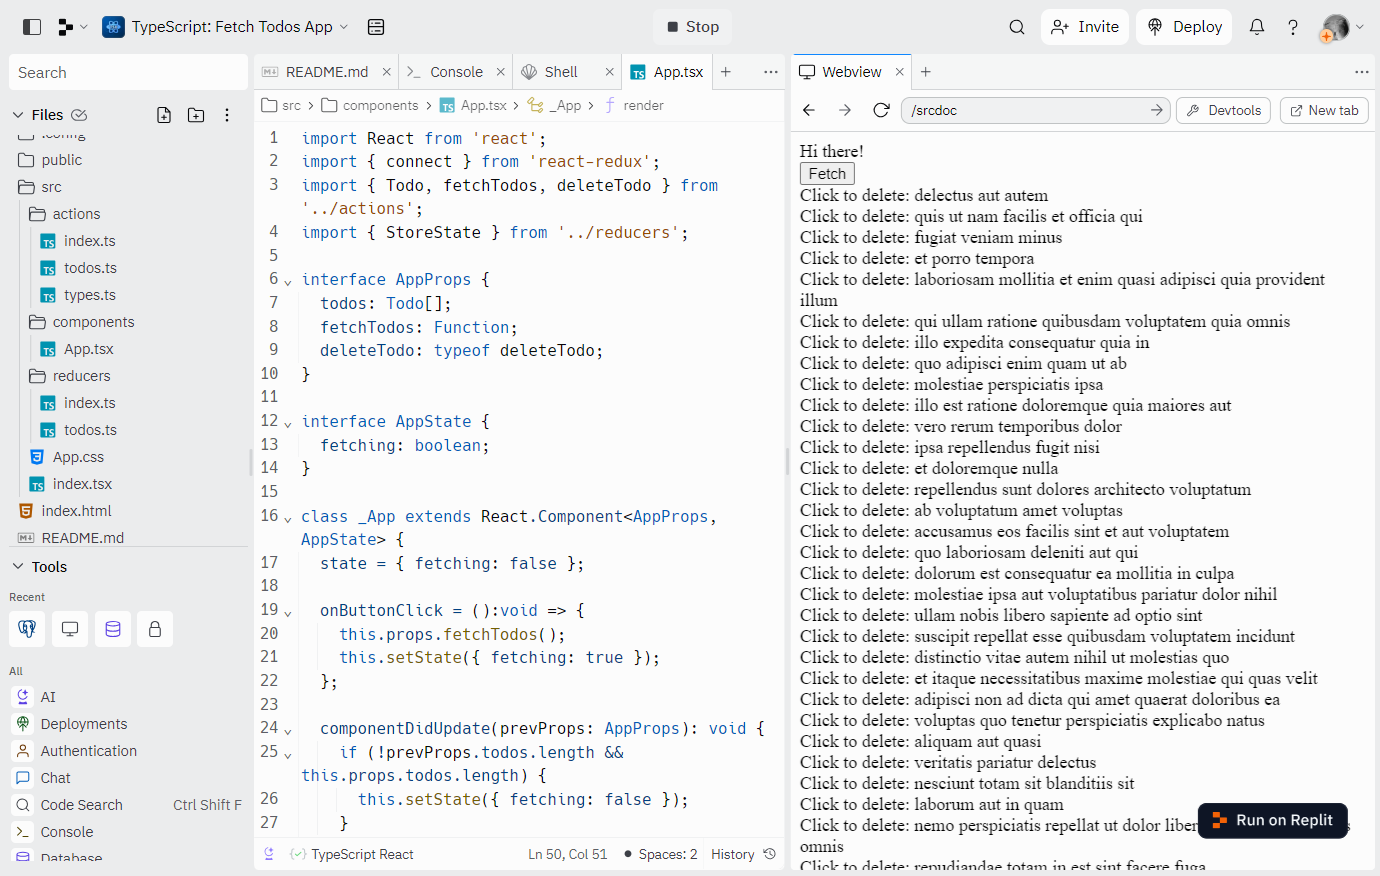 TypeScript: Fetch Todos App
Stop
Invite
Deploy
Search
Files
.config
public
src
actions
index.ts
todos.ts
types.ts
components
App.tsx
reducers
index.ts
todos.ts
App.css
index.tsx
index.html
README.md
Tools
Recent
All
AI
Deployments
Authentication
Chat
Code Search Ctrl Shift F
Console
Database
README.md
Console
Shell
App.tsx
src > components > App.tsx > _App > render
1 import React from 'react';
2 import { connect } from 'react-redux';
3 import { Todo, fetchTodos, deleteTodo } from
'../actions';
4 import { StoreState } from '../reducers';
5
6 interface AppProps {
7 todos: Todo[];
8 fetchTodos: Function;
9 deleteTodo: typeof deleteTodo;
10 }
11
12 interface AppState {
13 fetching: boolean;
14 }
15
16 class _App extends React.Component<AppProps,
AppState> {
17 state = { fetching: false };
18
19 onButtonClick = ():void => {
20 this.props.fetchTodos();
21 this.setState({ fetching: true });
22 };
23
24 componentDidUpdate(prevProps: AppProps): void {
25 if (!prevProps.todos.length &&
this.props.todos.length) {
26 this.setState({ fetching: false });
27 }
TypeScript React
Ln 50, Col 51
Spaces: 2
History
Webview
/srcdoc
Devtools
New tab
Hi there!
Fetch
Click to delete: delectus aut autem
Click to delete: quis ut nam facilis et officia qui
Click to delete: fugiat veniam minus
Click to delete: et porro tempora
Click to delete: laboriosam mollitia et enim quasi adipisci quia provident
illum
Click to delete: qui ullam ratione quibusdam voluptatem quia omnis
Click to delete: illo expedita consequatur quia in
Click to delete: quo adipisci enim quam ut ab
Click to delete: molestiae perspiciatis ipsa
Click to delete: illo est ratione doloremque quia maiores aut
Click to delete: vero rerum temporibus dolor
Click to delete: ipsa repellendus fugit nisi
Click to delete: et doloremque nulla
Click to delete: repellendus sunt dolores architecto voluptatum
Click to delete: ab voluptatum amet voluptas
Click to delete: accusamus eos facilis sint et aut voluptatem
Click to delete: quo laboriosam deleniti aut qui
Click to delete: dolorum est consequatur ea mollitia in culpa
Click to delete: molestiae ipsa aut voluptatibus pariatur dolor nihil
Click to delete: ullam nobis libero sapiente ad optio sint
Click to delete: suscipit repellat esse quibusdam voluptatem incidunt
Click to delete: distinctio vitae autem nihil ut molestias quo
Click to delete: et itaque necessitatibus maxime molestiae qui quas velit
Click to delete: adipisci non ad dicta qui amet quaerat doloribus ea
Click to delete: voluptas quo tenetur perspiciatis explicabo natus
Click to delete: aliquam aut quasi
Click to delete: veritatis pariatur delectus
Click to delete: nesciunt totam sit blanditiis sit
Click to delete: laborum aut in quam
Click to delete: nemo perspiciatis repellat ut dolor liber
omnis
Click to delete: repudiandae totam in est sint facere fuga
Run on Replit